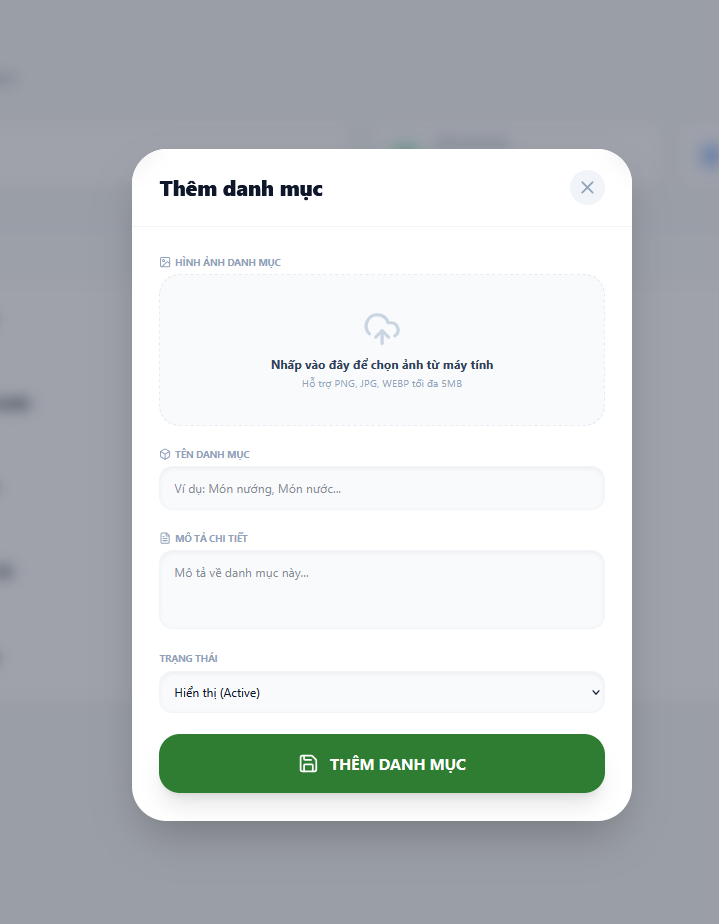 Thêm danh mục
HÌNH ẢNH DANH MỤC
Nhấp vào đây để chọn ảnh từ máy tính
Hỗ trợ PNG, JPG, WEBP tối đa 5MB
TÊN DANH MỤC
Ví dụ: Món nướng, Món nước...
MÔ TẢ CHI TIẾT
Mô tả về danh mục này...
TRẠNG THÁI
Hiển thị (Active)
THÊM DANH MỤC